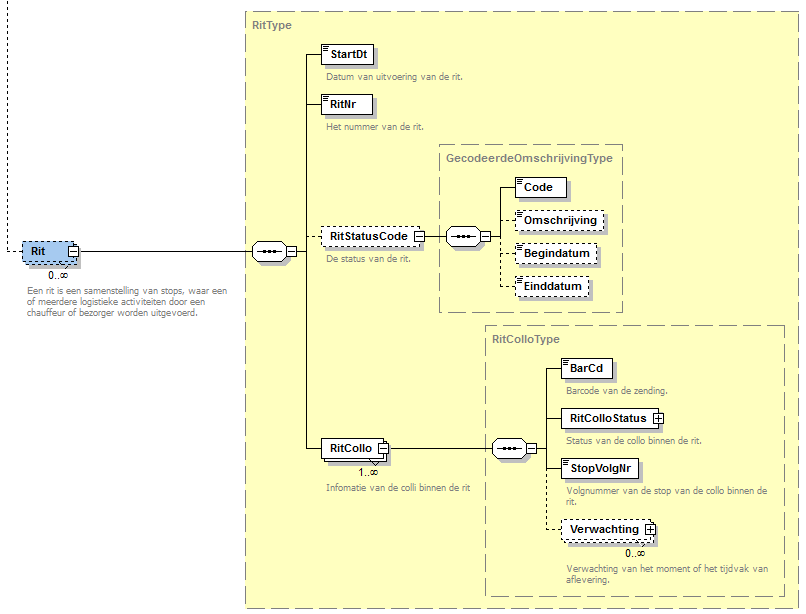 RitType
StartDt
Datum van uitvoering van de rit.
RitNr
Het nummer van de rit.
GecodeerdeOmschrijvingType
Code
Omschrijving
RitStatusCode
De status van de rit.
Begindatum
Einddatum
Rit
0..∞
Een rit is een samenstelling van stops, waar een
of meerdere logistieke activiteiten door een
chauffeur of bezorger worden uitgevoerd.
RitColloType
BarCd
Barcode van de zending.
RitColloStatus
Status van de collo binnen de rit.
RitCollo
1..∞
Infomatie van de colli binnen de rit
StopVolgNr
Volgnummer van de stop van de collo binnen de
rit.
Verwachting
0..∞
Verwachting van het moment of het tijdvak van
aflevering.